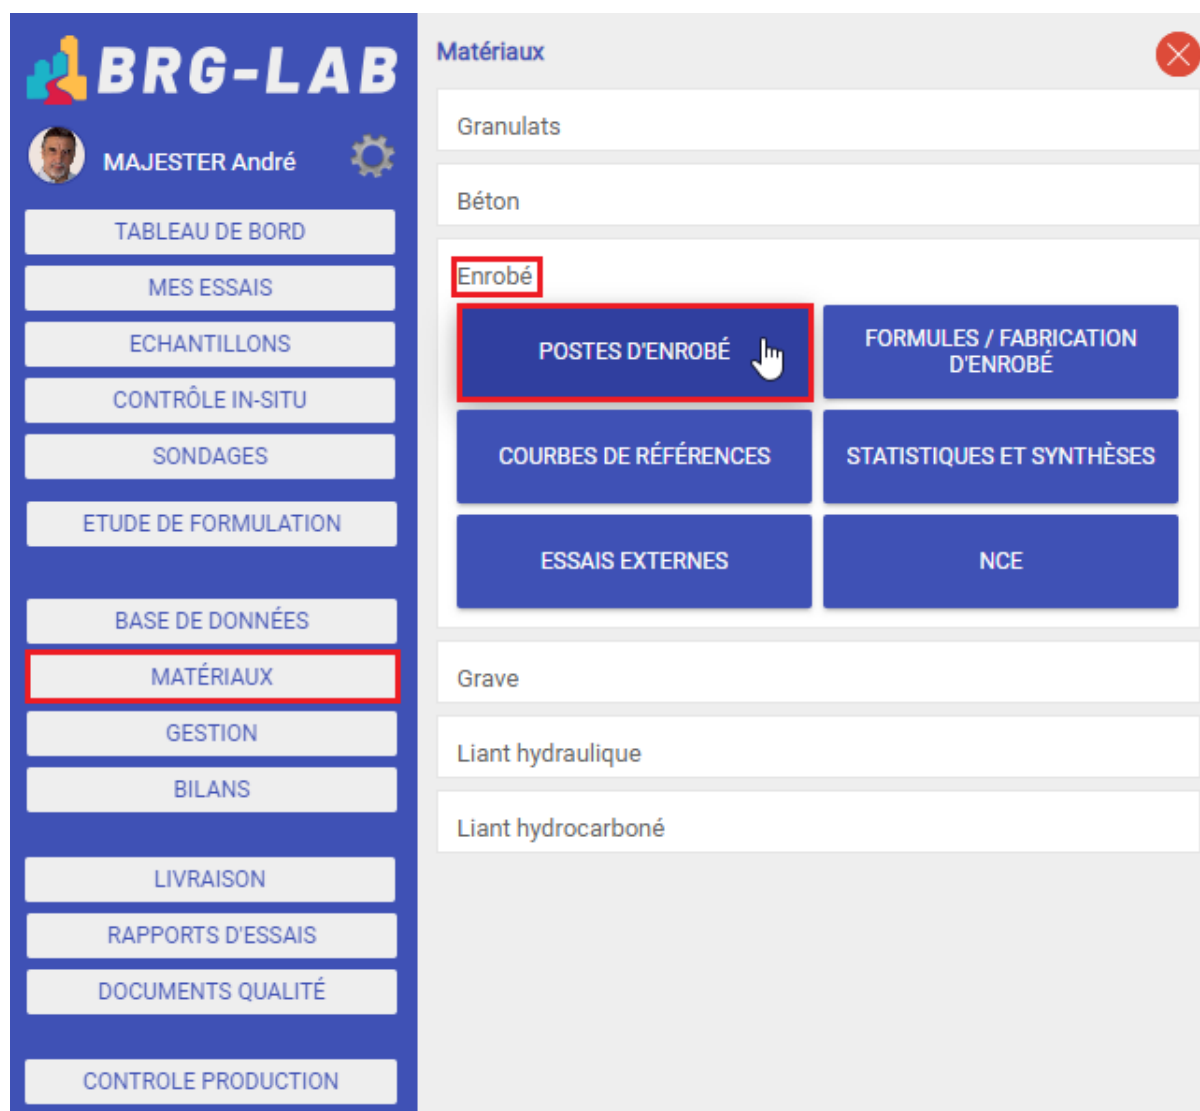 BRG-LAB
MAJESTER André
TABLEAU DE BORD
MES ESSAIS
ECHANTILLONS
CONTRÔLE IN-SITU
SONDAGES
ETUDE DE FORMULATION
BASE DE DONNÉES
MATÉRIAUX
GESTION
BILANS
LIVRAISON
RAPPORTS D'ESSAIS
DOCUMENTS QUALITÉ
CONTROLE PRODUCTION
Matériaux
Granulats
Béton
Enrobé
POSTES D'ENROBÉ
FORMULES / FABRICATION
D'ENROBÉ
COURBES DE RÉFÉRENCES
STATISTIQUES ET SYNTHÈSES
ESSAIS EXTERNES
NCE
Grave
Liant hydraulique
Liant hydrocarboné